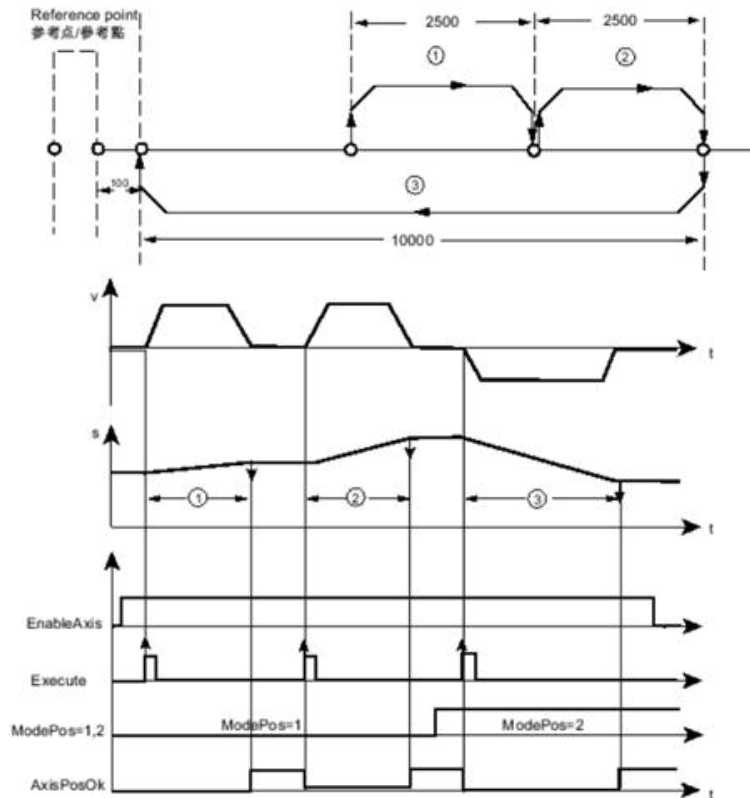 Reference point
參考点/參考點
2500
2500
①
②
100
③
10000
v
t
s
①
②
③
t
EnableAxis
Execute
ModePos=1,2
ModePos=1
ModePos=2
AxisPosOk
t